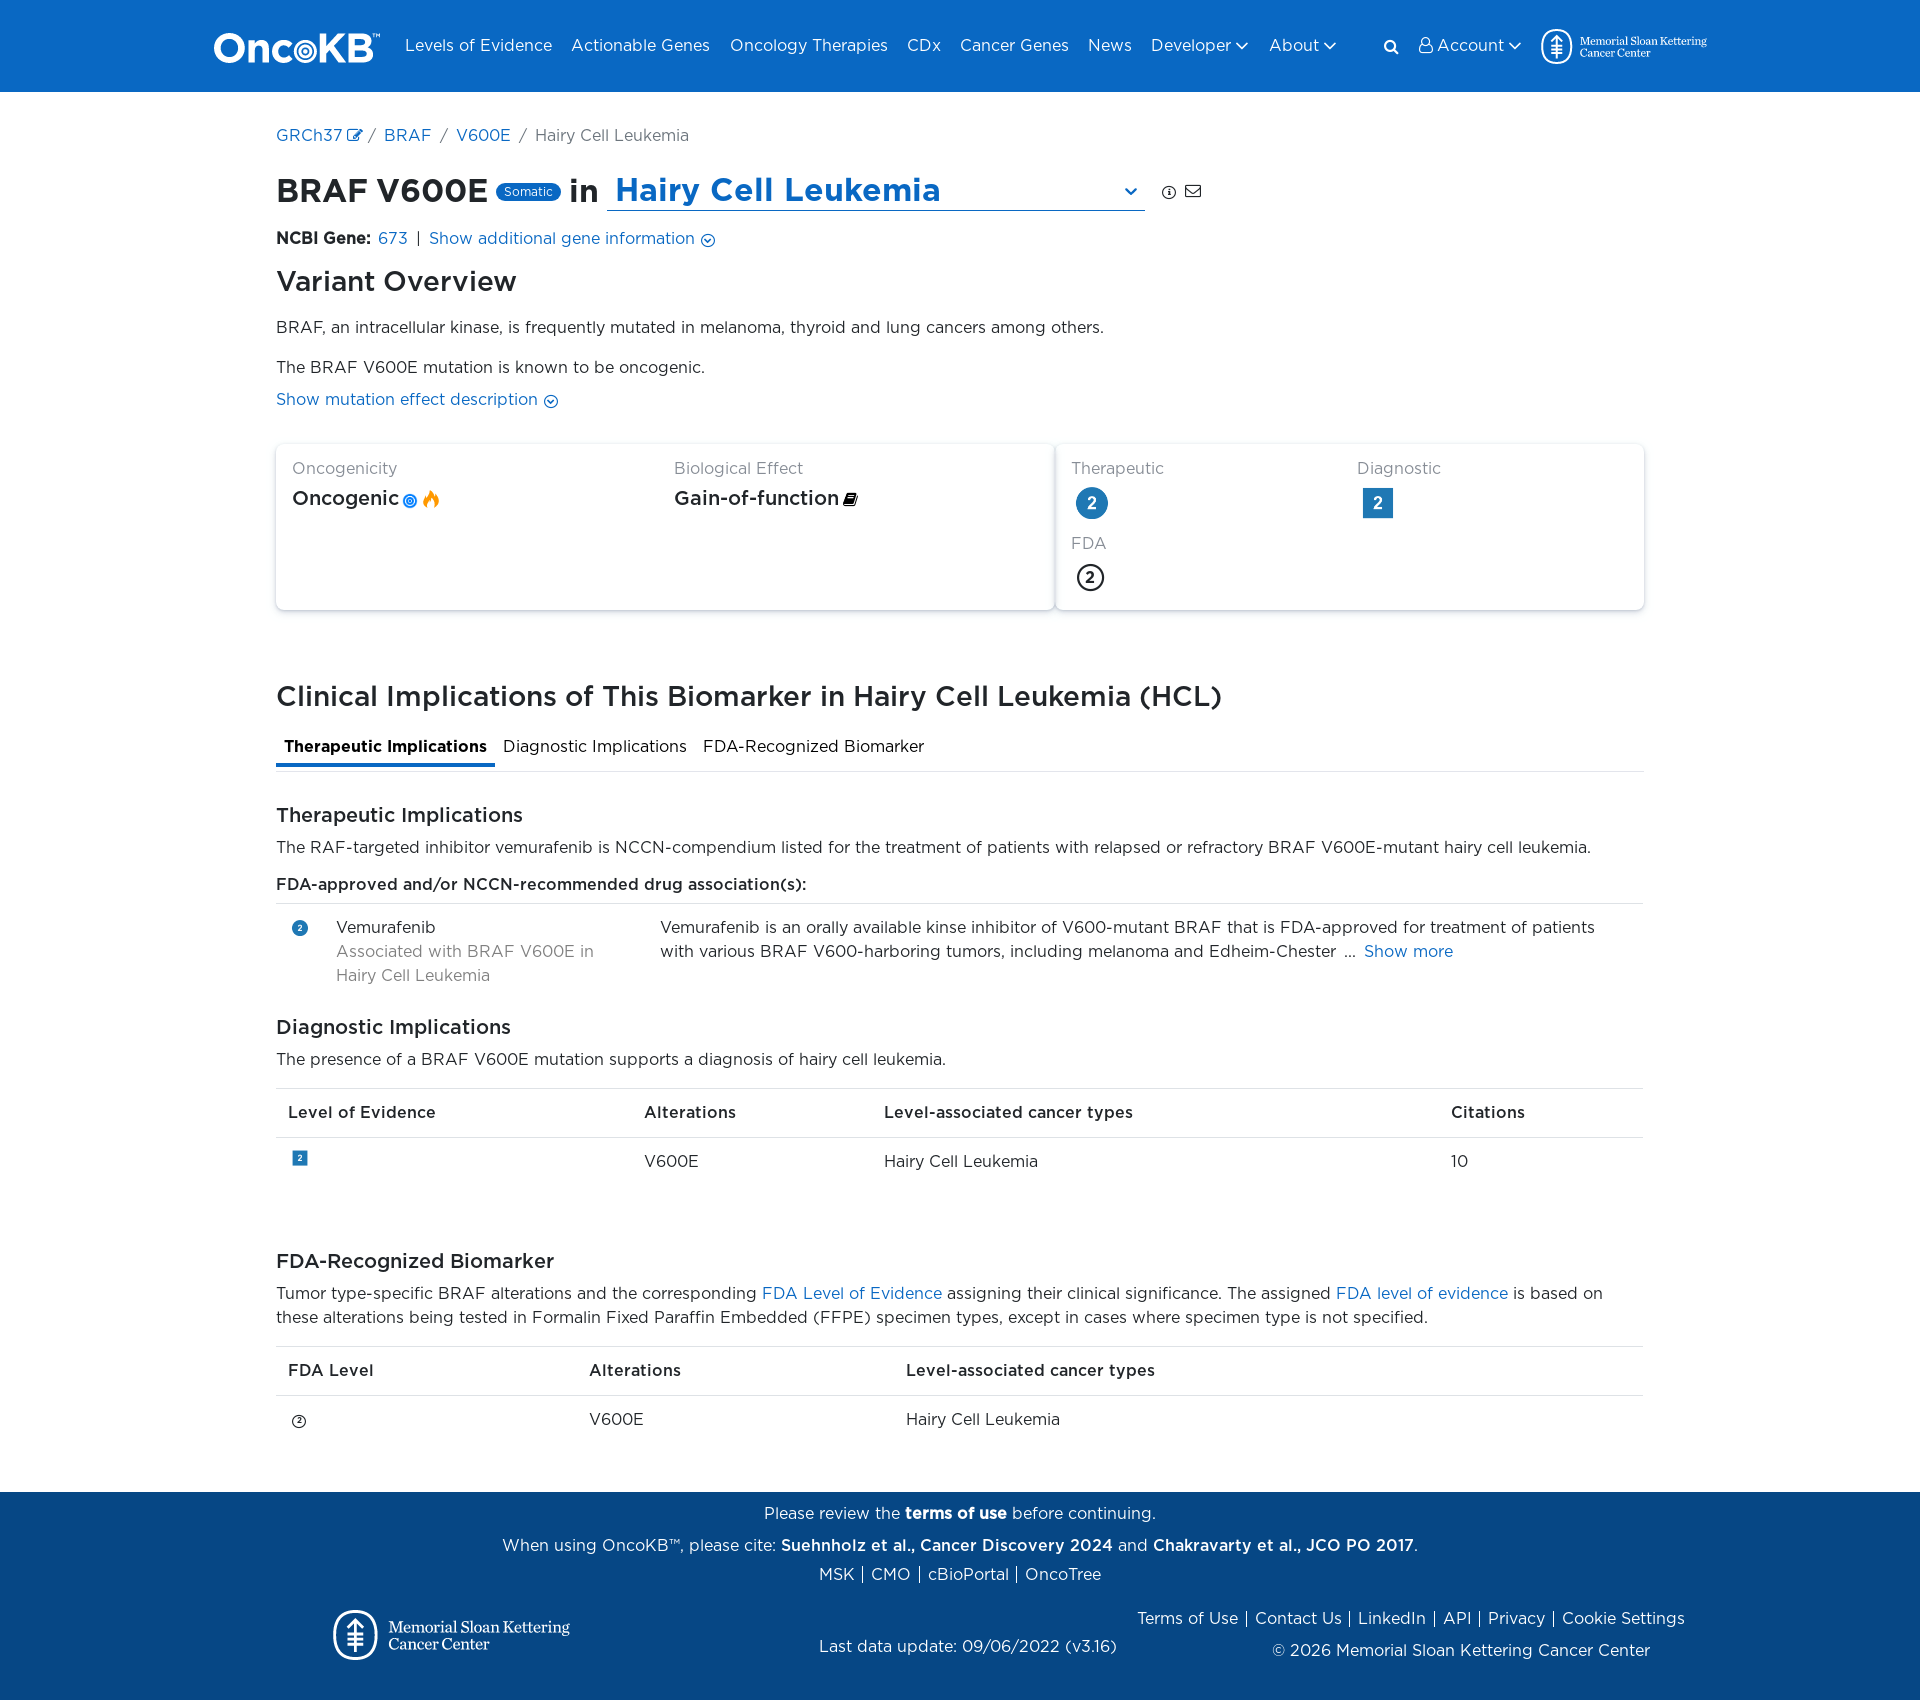 OncoKB™ Levels of Evidence Actionable Genes Oncology Therapies CDx Cancer Genes News Developer About Account Memorial Sloan Kettering
Cancer Center
GRCh37 / BRAF / V600E / Hairy Cell Leukemia
BRAF V600E Somatic in Hairy Cell Leukemia
NCBI Gene: 673 | Show additional gene information
Variant Overview
BRAF, an intracellular kinase, is frequently mutated in melanoma, thyroid and lung cancers among others.
The BRAF V600E mutation is known to be oncogenic.
Show mutation effect description
Oncogenicity Biological Effect Therapeutic Diagnostic
Oncogenic Gain-of-function 2 2
FDA
2
Clinical Implications of This Biomarker in Hairy Cell Leukemia (HCL)
Therapeutic Implications Diagnostic Implications FDA-Recognized Biomarker
Therapeutic Implications
The RAF-targeted inhibitor vemurafenib is NCCN-compendium listed for the treatment of patients with relapsed or refractory BRAF V600E-mutant hairy cell leukemia.
FDA-approved and/or NCCN-recommended drug association(s):
2 Vemurafenib Vemurafenib is an orally available kinse inhibitor of V600-mutant BRAF that is FDA-approved for treatment of patients
Associated with BRAF V600E in with various BRAF V600-harboring tumors, including melanoma and Edheim-Chester ... Show more
Hairy Cell Leukemia
Diagnostic Implications
The presence of a BRAF V600E mutation supports a diagnosis of hairy cell leukemia.
Level of Evidence Alterations Level-associated cancer types Citations
2 V600E Hairy Cell Leukemia 10
FDA-Recognized Biomarker
Tumor type-specific BRAF alterations and the corresponding FDA Level of Evidence assigning their clinical significance. The assigned FDA level of evidence is based on
these alterations being tested in Formalin Fixed Paraffin Embedded (FFPE) specimen types, except in cases where specimen type is not specified.
FDA Level Alterations Level-associated cancer types
2 V600E Hairy Cell Leukemia
Please review the terms of use before continuing.
When using OncoKB™, please cite: Suehnholz et al., Cancer Discovery 2024 and Chakravarty et al., JCO PO 2017.
MSK | CMO | cBioPortal | OncoTree
Memorial Sloan Kettering
Cancer Center
Last data update: 09/06/2022 (v3.16)
Terms of Use | Contact Us | LinkedIn | API | Privacy | Cookie Settings
© 2026 Memorial Sloan Kettering Cancer Center